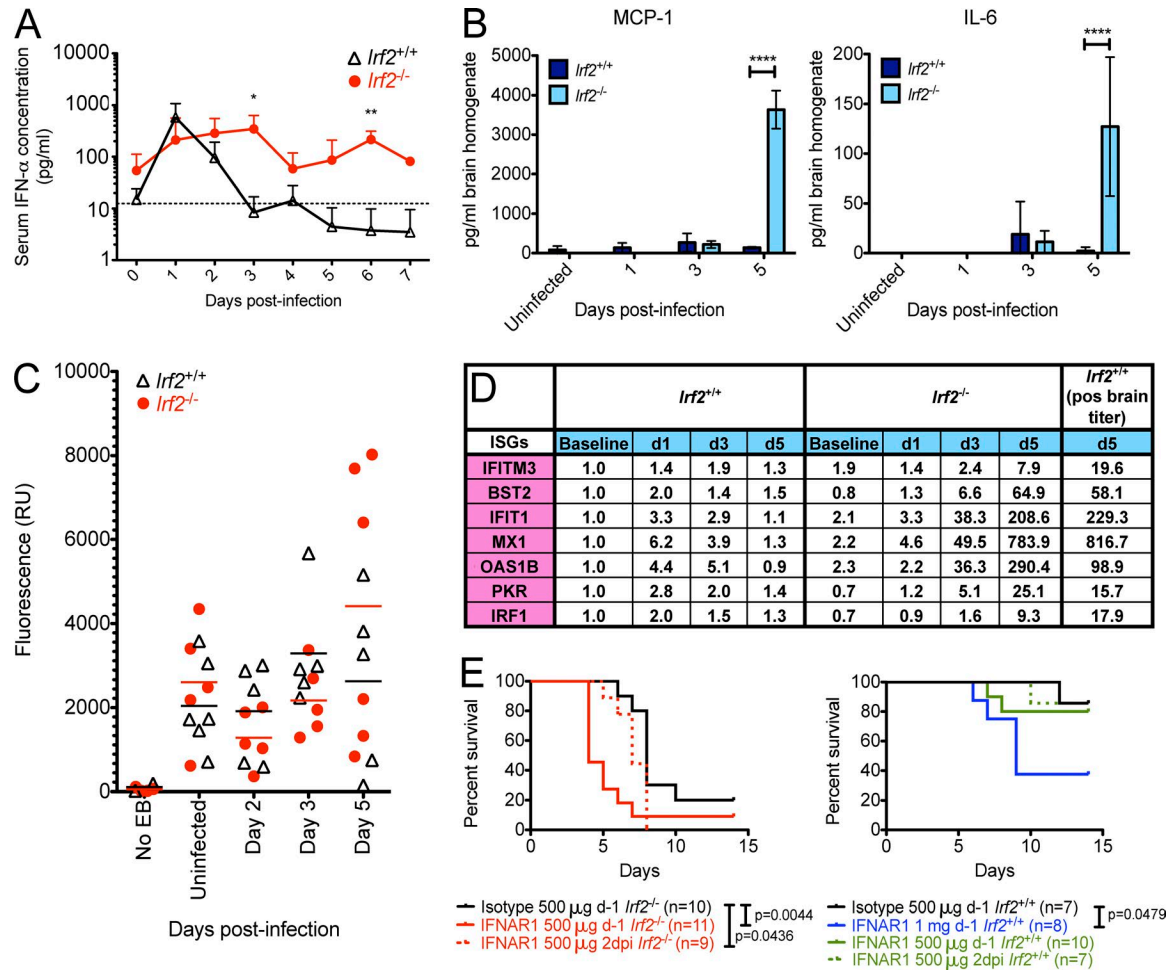 A
Serum IFN-α concentration
(pg/ml)
10000
1000
100
10
1
Irf2+/+
Irf2-/-
*
**
0 1 2 3 4 5 6 7
Days post-infection
B
MCP-1
pg/ml brain homogenate
5000
4000
3000
2000
1000
0
Irf2+/+
Irf2-/-
****
Uninfected 1 3 5
Days post-infection
IL-6
pg/ml brain homogenate
200
150
100
50
0
Irf2+/+
Irf2-/-
****
Uninfected 1 3 5
Days post-infection
C
Fluorescence (RU)
10000
8000
6000
4000
2000
0
Irf2+/+
Irf2-/-
No EB Uninfected Day 2 Day 3 Day 5
Days post-infection
D
Irf2+/+ Irf2-/- Irf2+/+
(pos brain
titer)
ISGs Baseline d1 d3 d5 Baseline d1 d3 d5 d5
IFITM3 1.0 1.4 1.9 1.3 1.9 1.4 2.4 7.9 19.6
BST2 1.0 2.0 1.4 1.5 0.8 1.3 6.6 64.9 58.1
IFIT1 1.0 3.3 2.9 1.1 2.1 3.3 38.3 208.6 229.3
MX1 1.0 6.2 3.9 1.3 2.2 4.6 49.5 783.9 816.7
OAS1B 1.0 4.4 5.1 0.9 2.3 2.2 36.3 290.4 98.9
PKR 1.0 2.8 2.0 1.4 0.7 1.2 5.1 25.1 15.7
IRF1 1.0 2.0 1.5 1.3 0.7 0.9 1.6 9.3 17.9
E
Percent survival
100
80
60
40
20
0
0 5 10 15
Days
Isotype 500 μg d-1 Irf2-/- (n=10)
IFNAR1 500 μg d-1 Irf2-/- (n=11)
IFNAR1 500 μg 2dpi Irf2-/- (n=9)
p=0.0044
p=0.0436
Percent survival
100
80
60
40
20
0
0 5 10 15
Days
Isotype 500 μg d-1 Irf2+/+ (n=7)
IFNAR1 1 mg d-1 Irf2+/+ (n=8)
IFNAR1 500 μg d-1 Irf2+/+ (n=10)
IFNAR1 500 μg 2dpi Irf2+/+ (n=7)
p=0.0479